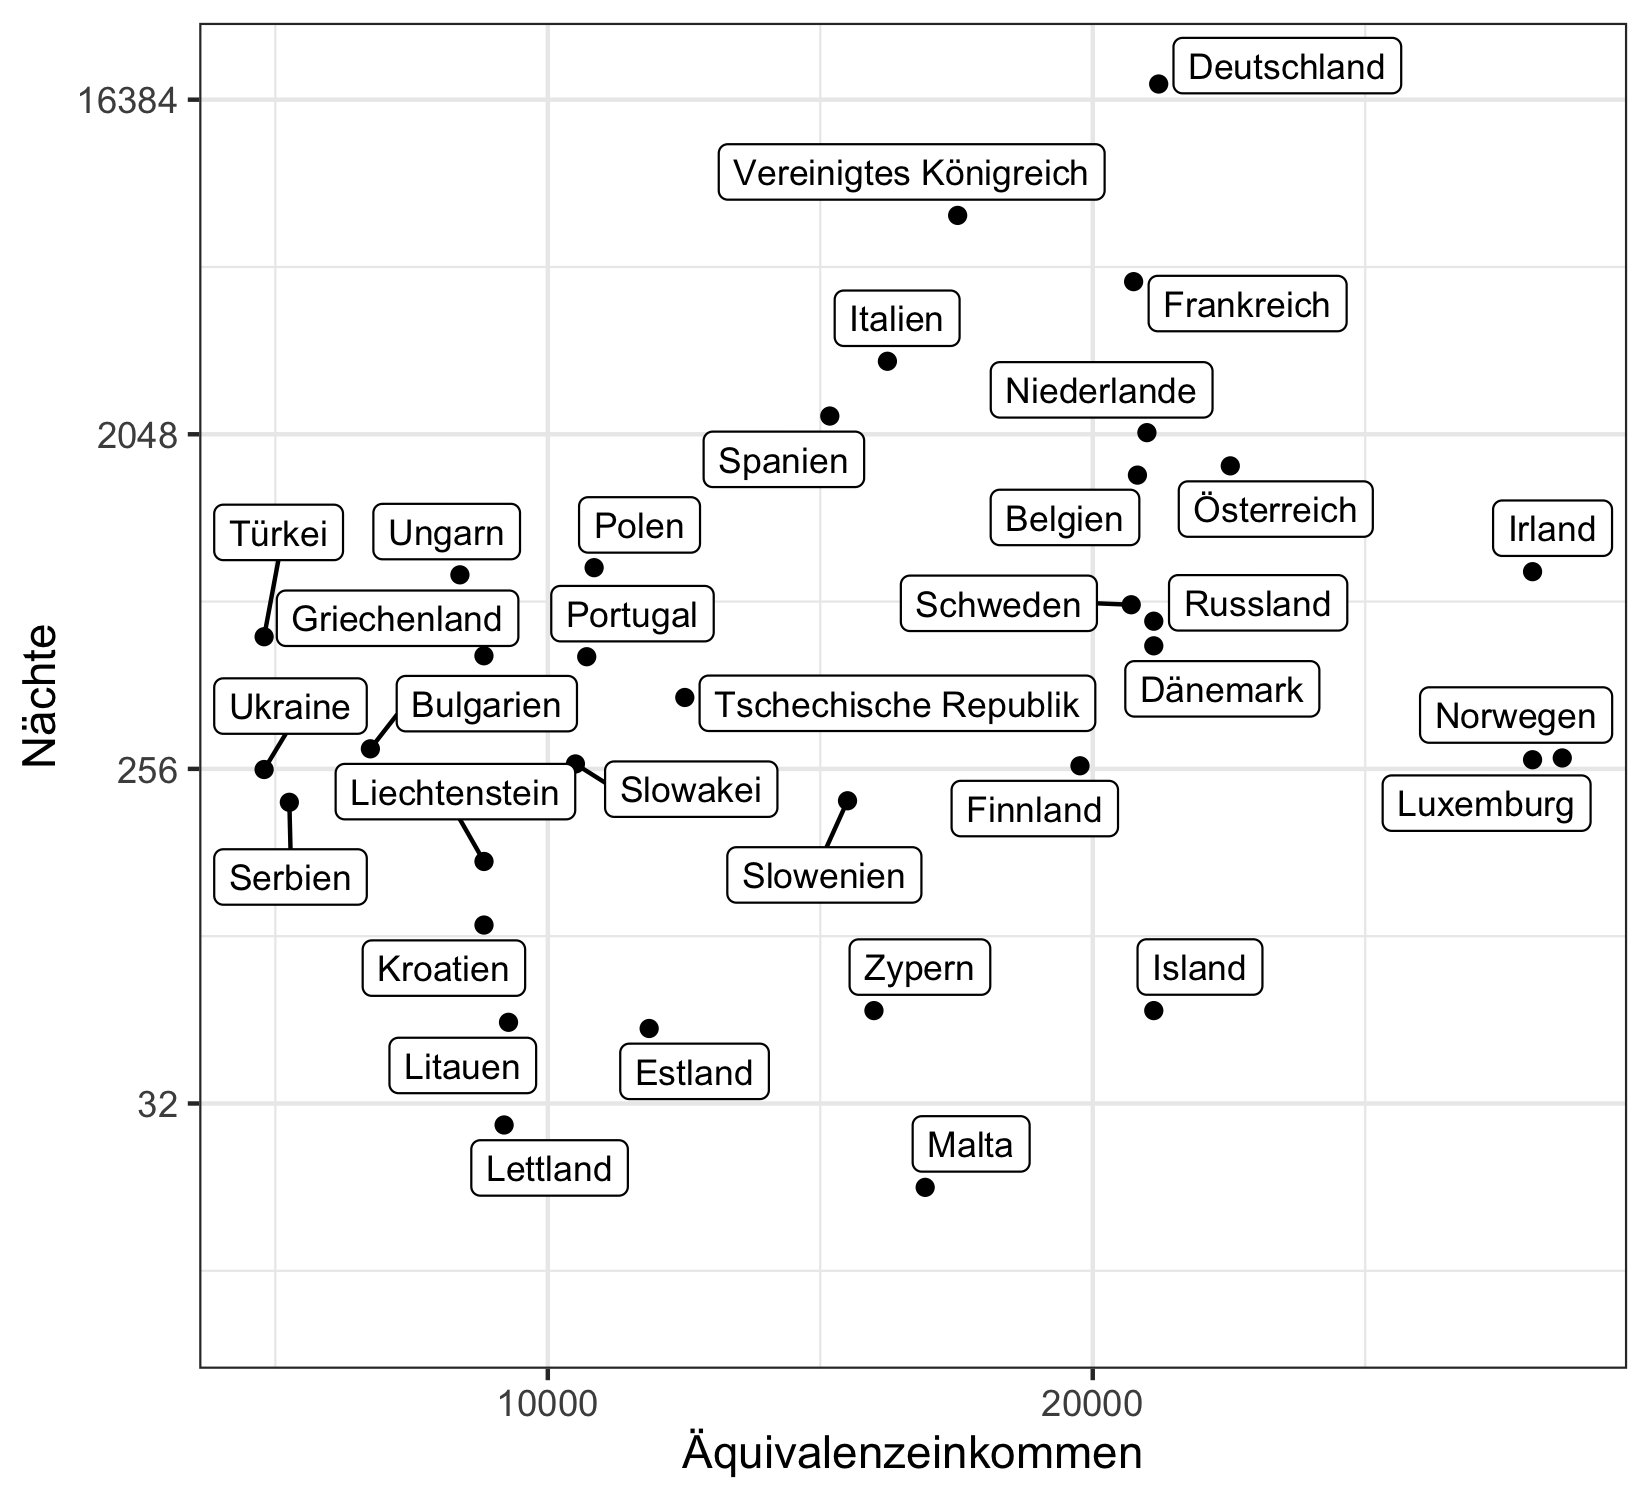 Deutschland
16384
Vereinigtes Königreich
Frankreich
Italien
Niederlande
2048
Spanien
Österreich
Belgien
Türkei
Ungarn
Polen
Irland
Griechenland
Portugal
Schweden
Russland
Nächte
Dänemark
Ukraine
Bulgarien
Tschechische Republik
Norwegen
256
Liechtenstein
Slowakei
Finnland
Luxemburg
Serbien
Slowenien
Kroatien
Zypern
Island
Litauen
Estland
32
Malta
Lettland
10000
20000
Äquivalenzeinkommen